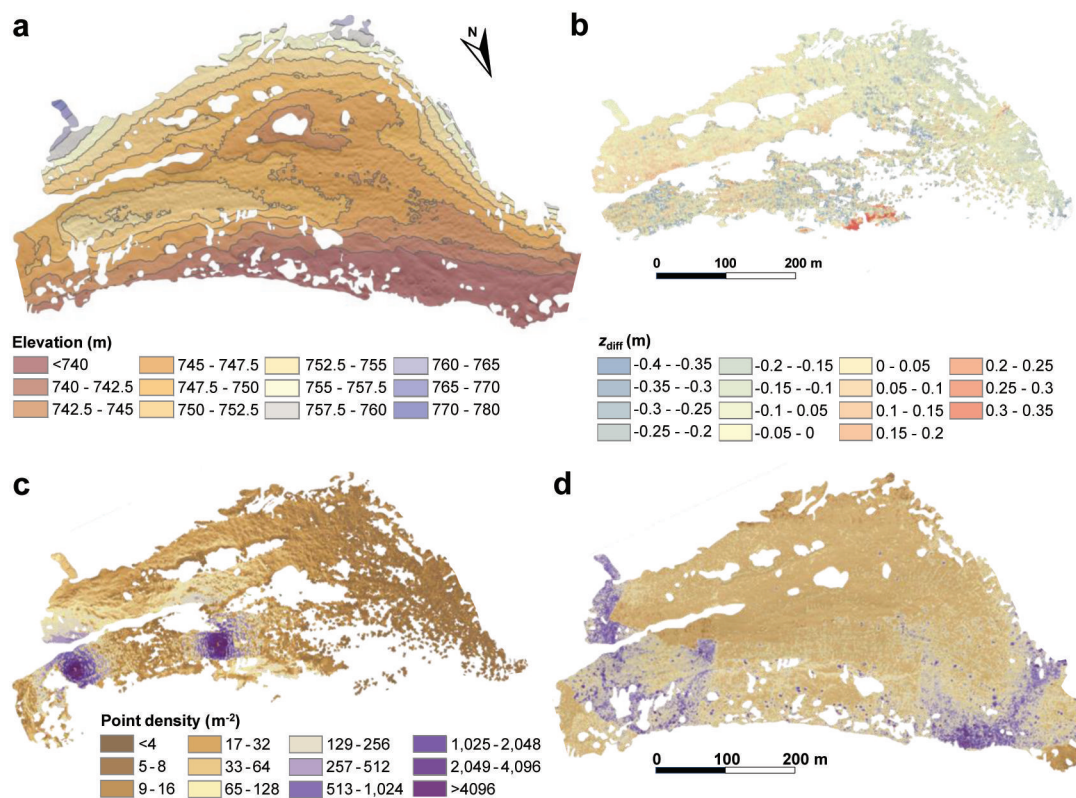 a
N
b
0 100 200 m
Elevation (m)
<740
740 - 742.5
742.5 - 745
745 - 747.5
747.5 - 750
750 - 752.5
752.5 - 755
755 - 757.5
757.5 - 760
760 - 765
765 - 770
770 - 780
zdiff (m)
-0.4 - -0.35
-0.35 - -0.3
-0.3 - -0.25
-0.25 - -0.2
-0.2 - -0.15
-0.15 - -0.1
-0.1 - 0.05
-0.05 - 0
0 - 0.05
0.05 - 0.1
0.1 - 0.15
0.15 - 0.2
0.2 - 0.25
0.25 - 0.3
0.3 - 0.35
c
d
Point density (m-2)
<4
5 - 8
9 - 16
17 - 32
33 - 64
65 - 128
129 - 256
257 - 512
513 - 1,024
1,025 - 2,048
2,049 - 4,096
>4096
0 100 200 m